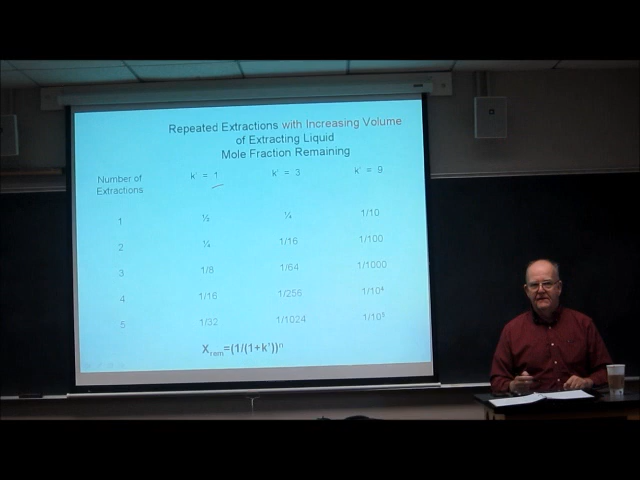 Repeated Extractions with Increasing Volume
of Extracting Liquid
Mole Fraction Remaining
Number of Extractions k' = 1 k' = 3 k' = 9
1 ½ ¼ 1/10
2 ¼ 1/16 1/100
3 1/8 1/64 1/1000
4 1/16 1/256 1/10⁴
5 1/32 1/1024 1/10⁵
Xrem=(1/(1+k'))ⁿ